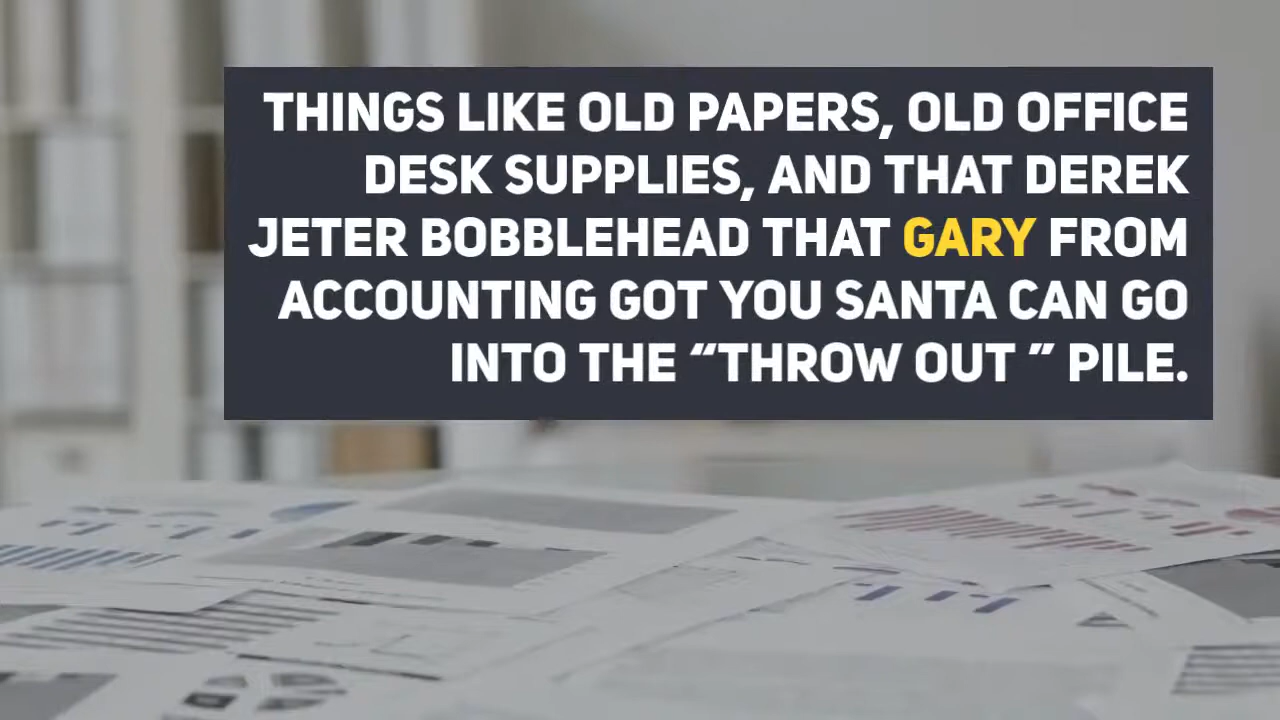 THINGS LIKE OLD PAPERS, OLD OFFICE
DESK SUPPLIES, AND THAT DEREK
JETER BOBBLEHEAD THAT GARY FROM
ACCOUNTING GOT YOU SANTA CAN GO
INTO THE “THROW OUT ” PILE.